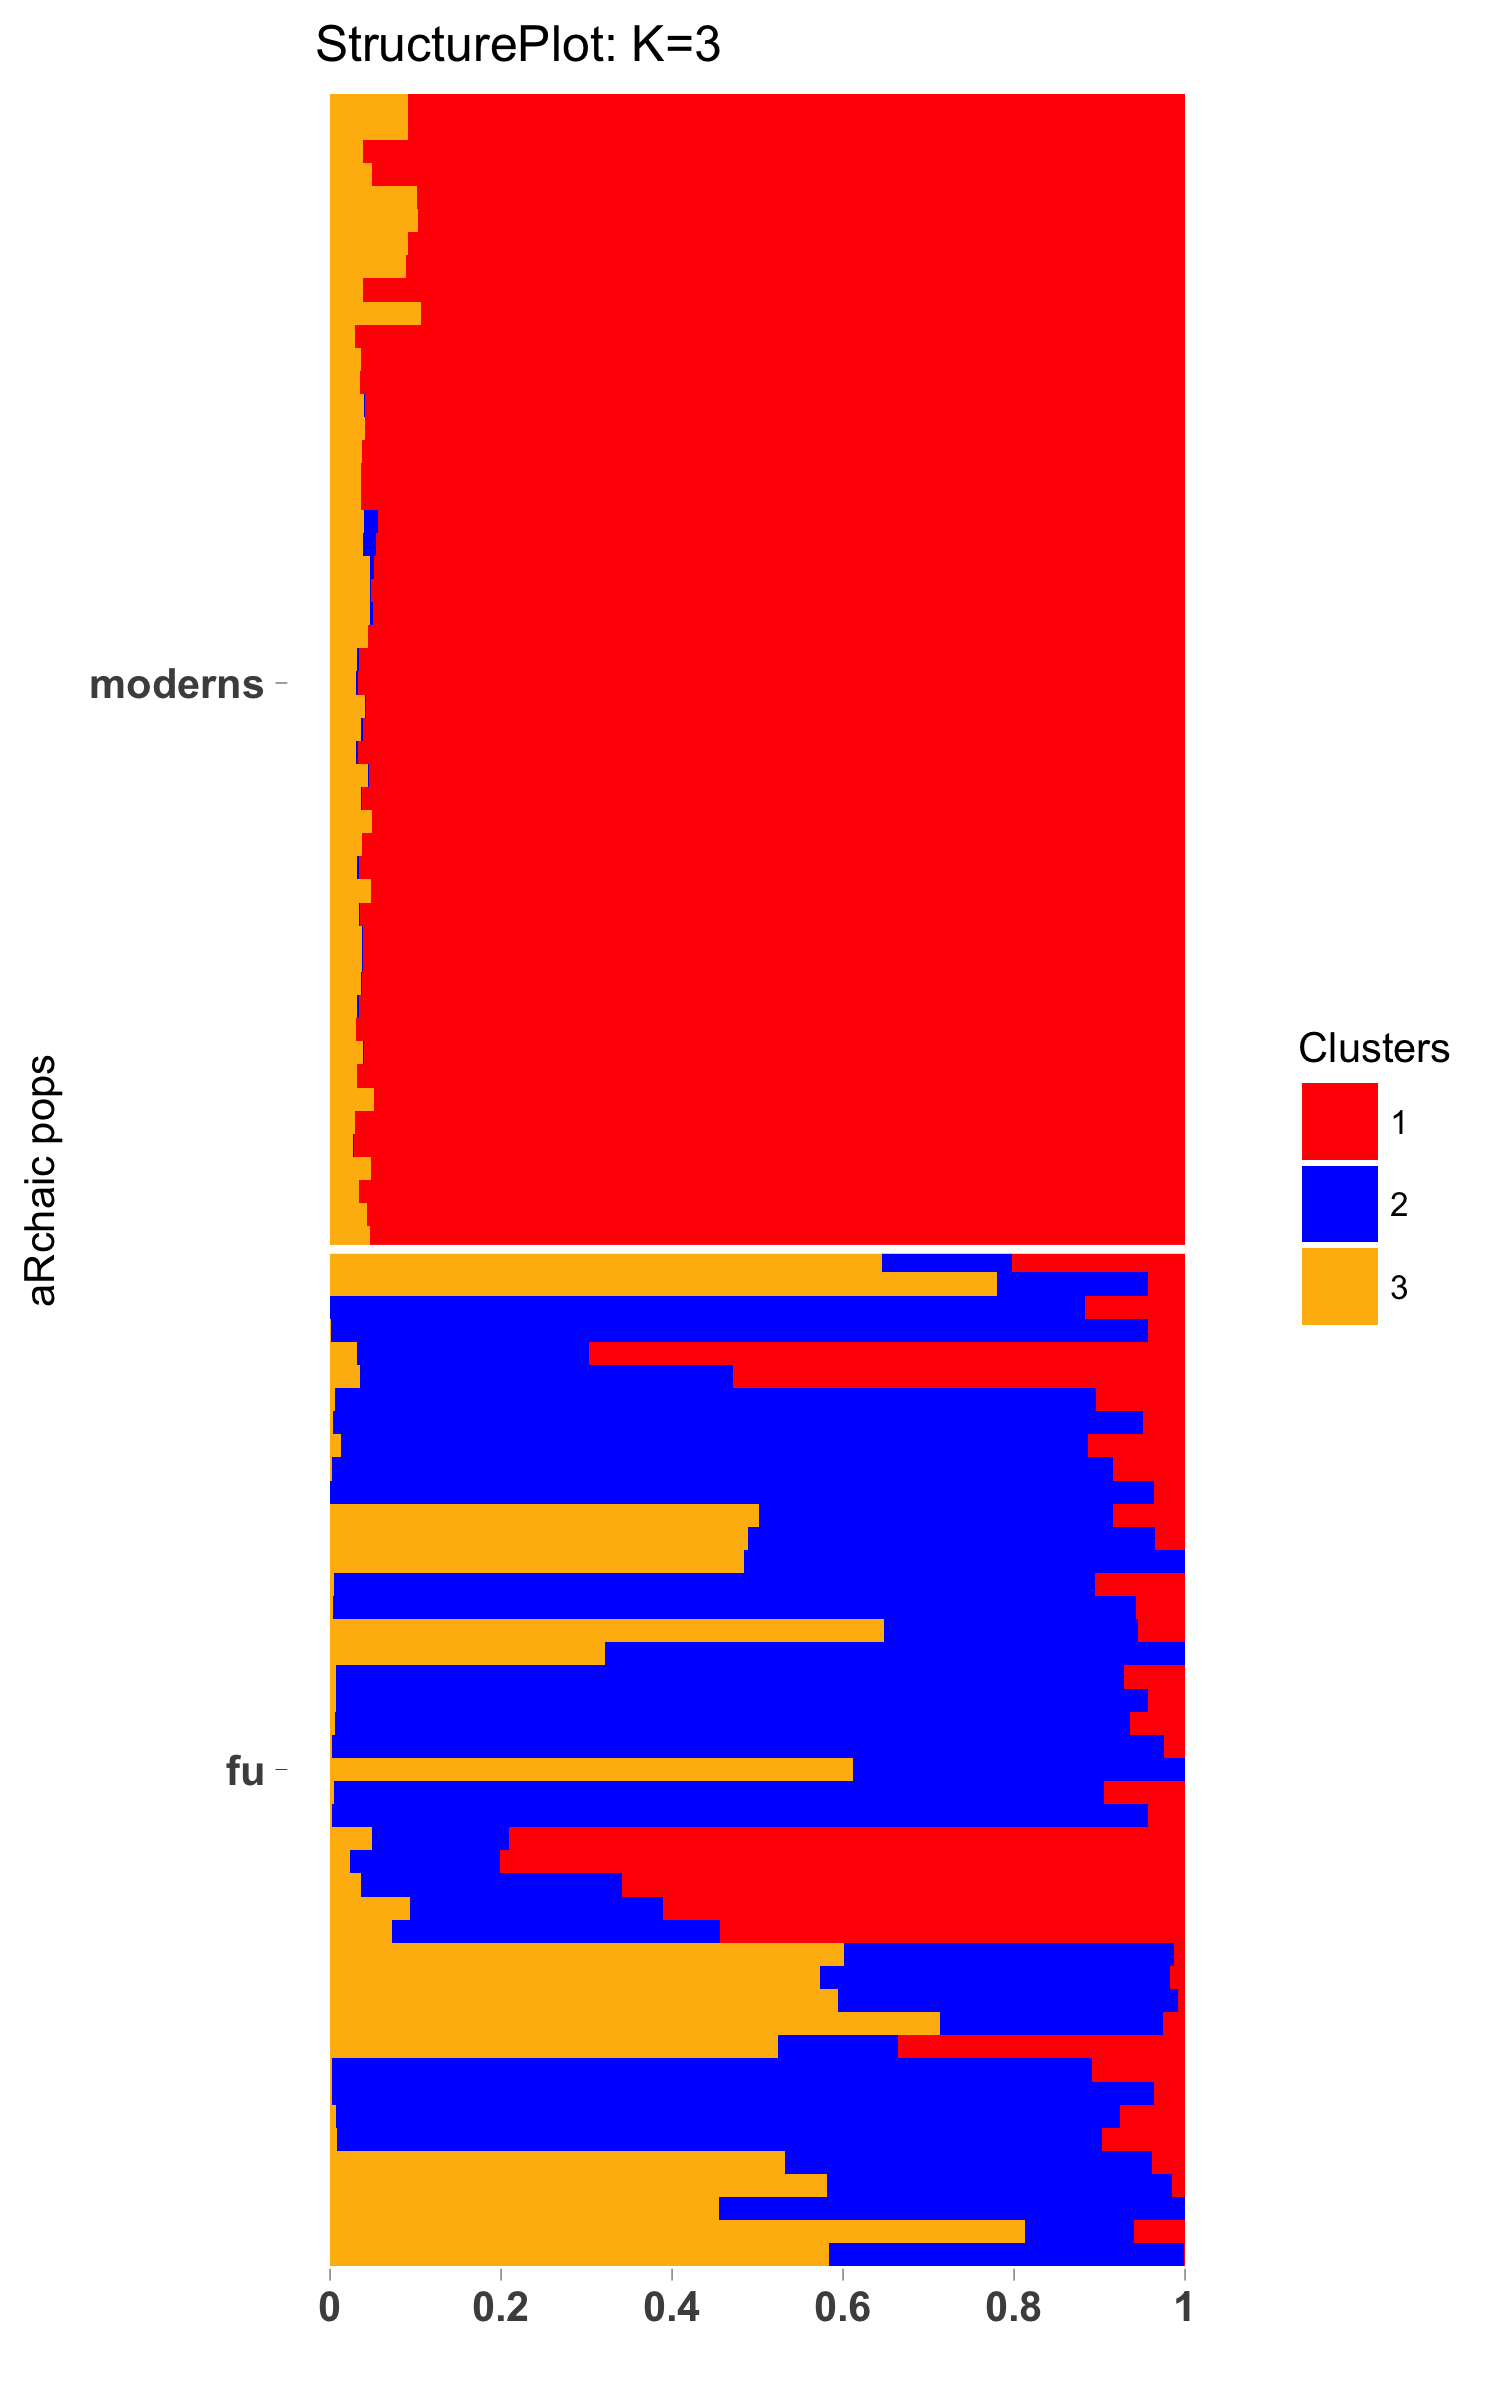 StructurePlot: K=3
moderns
aRchaic pops
fu
Clusters
1
2
3
0 0.2 0.4 0.6 0.8 1